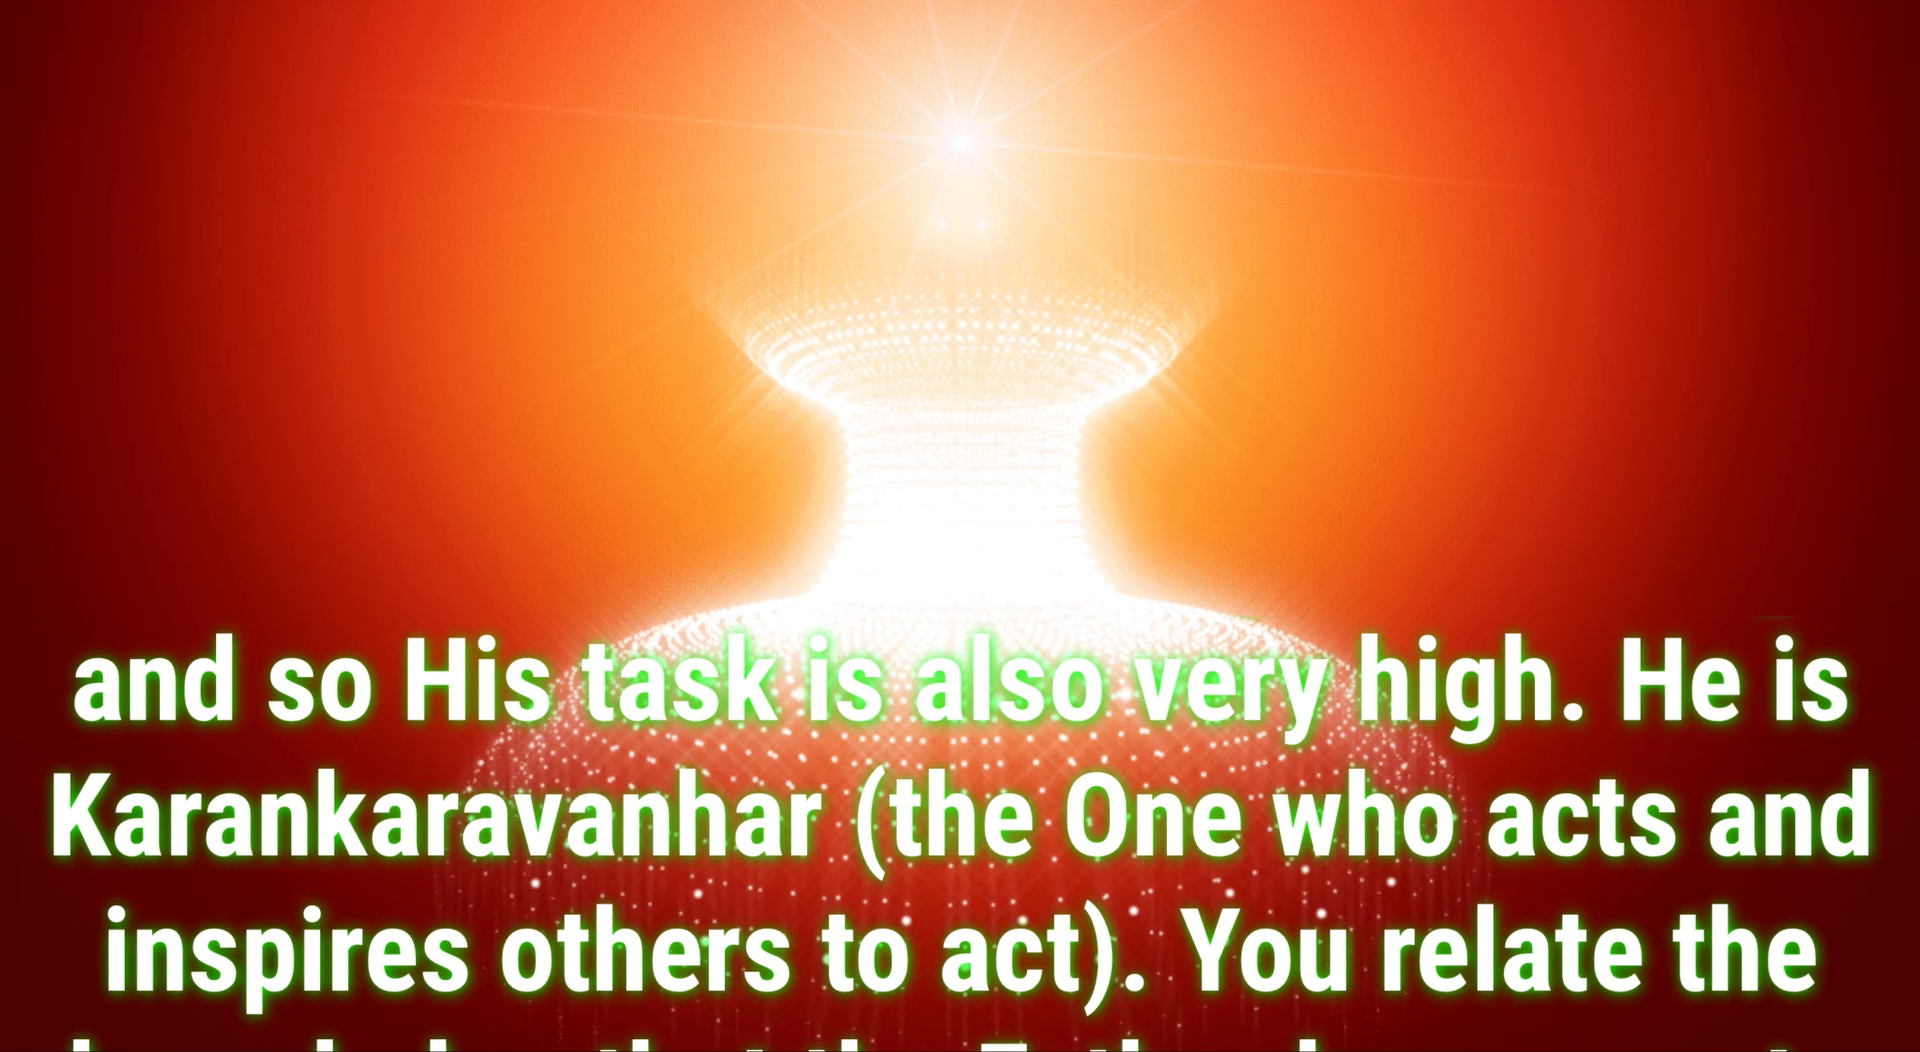 and so His task is also very high. He is
Karankaravanhar (the One who acts and
inspires others to act). You relate the